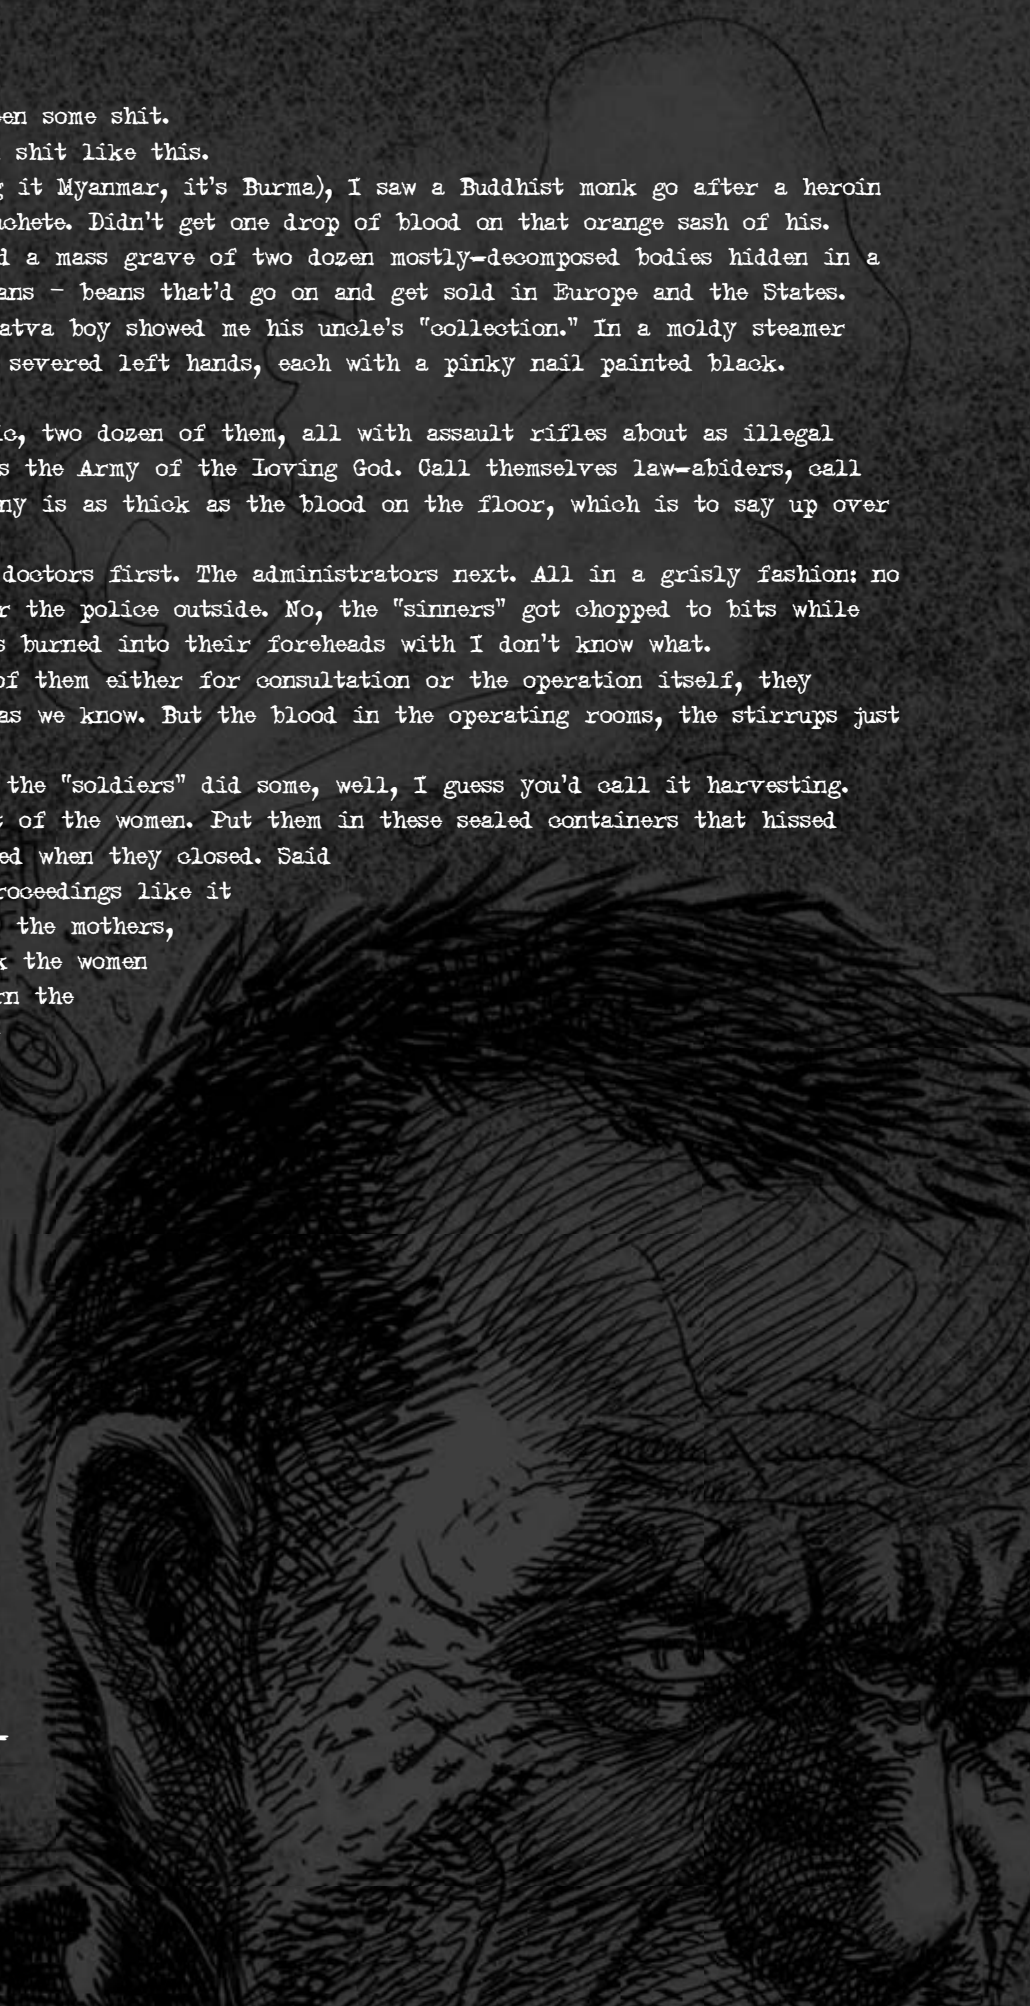 en some shit.
shit like this.
g it Myanmar, it's Burma), I saw a Buddhist monk go after a heroin
achete. Didn't get one drop of blood on that orange sash of his.
d a mass grave of two dozen mostly-decomposed bodies hidden in a
ans – beans that'd go on and get sold in Europe and the States.
atva boy showed me his uncle's "collection." In a moldy steamer
severed left hands, each with a pinky nail painted black.
ic, two dozen of them, all with assault rifles about as illegal
s the Army of the Loving God. Call themselves law-abiders, call
ny is as thick as the blood on the floor, which is to say up over
doctors first. The administrators next. All in a grisly fashion: no
r the police outside. No, the "sinners" got chopped to bits while
s burned into their foreheads with I don't know what.
of them either for consultation or the operation itself, they
as we know. But the blood in the operating rooms, the stirrups just
the "soldiers" did some, well, I guess you'd call it harvesting.
t of the women. Put them in these sealed containers that hissed
ed when they closed. Said
roceedings like it
the mothers,
k the women
rn the